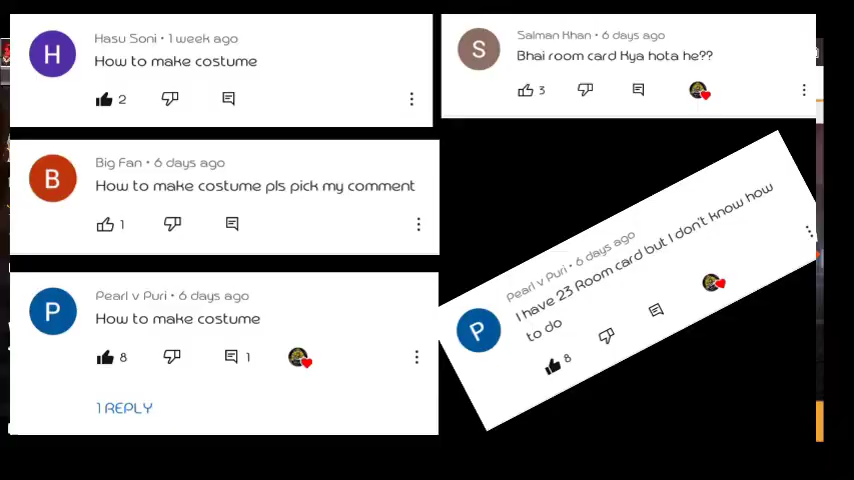 H
Hasu Soni • 1 week ago
How to make costume
2
B
Big Fan • 6 days ago
How to make costume pls pick my comment
1
P
Pearl v Puri • 6 days ago
How to make costume
8
1
1 REPLY
S
Salman Khan • 6 days ago
Bhai room card Kya hota he??
3
P
Pearl v Puri • 6 days ago
I have 23 Room card but I don't know how
to do
8